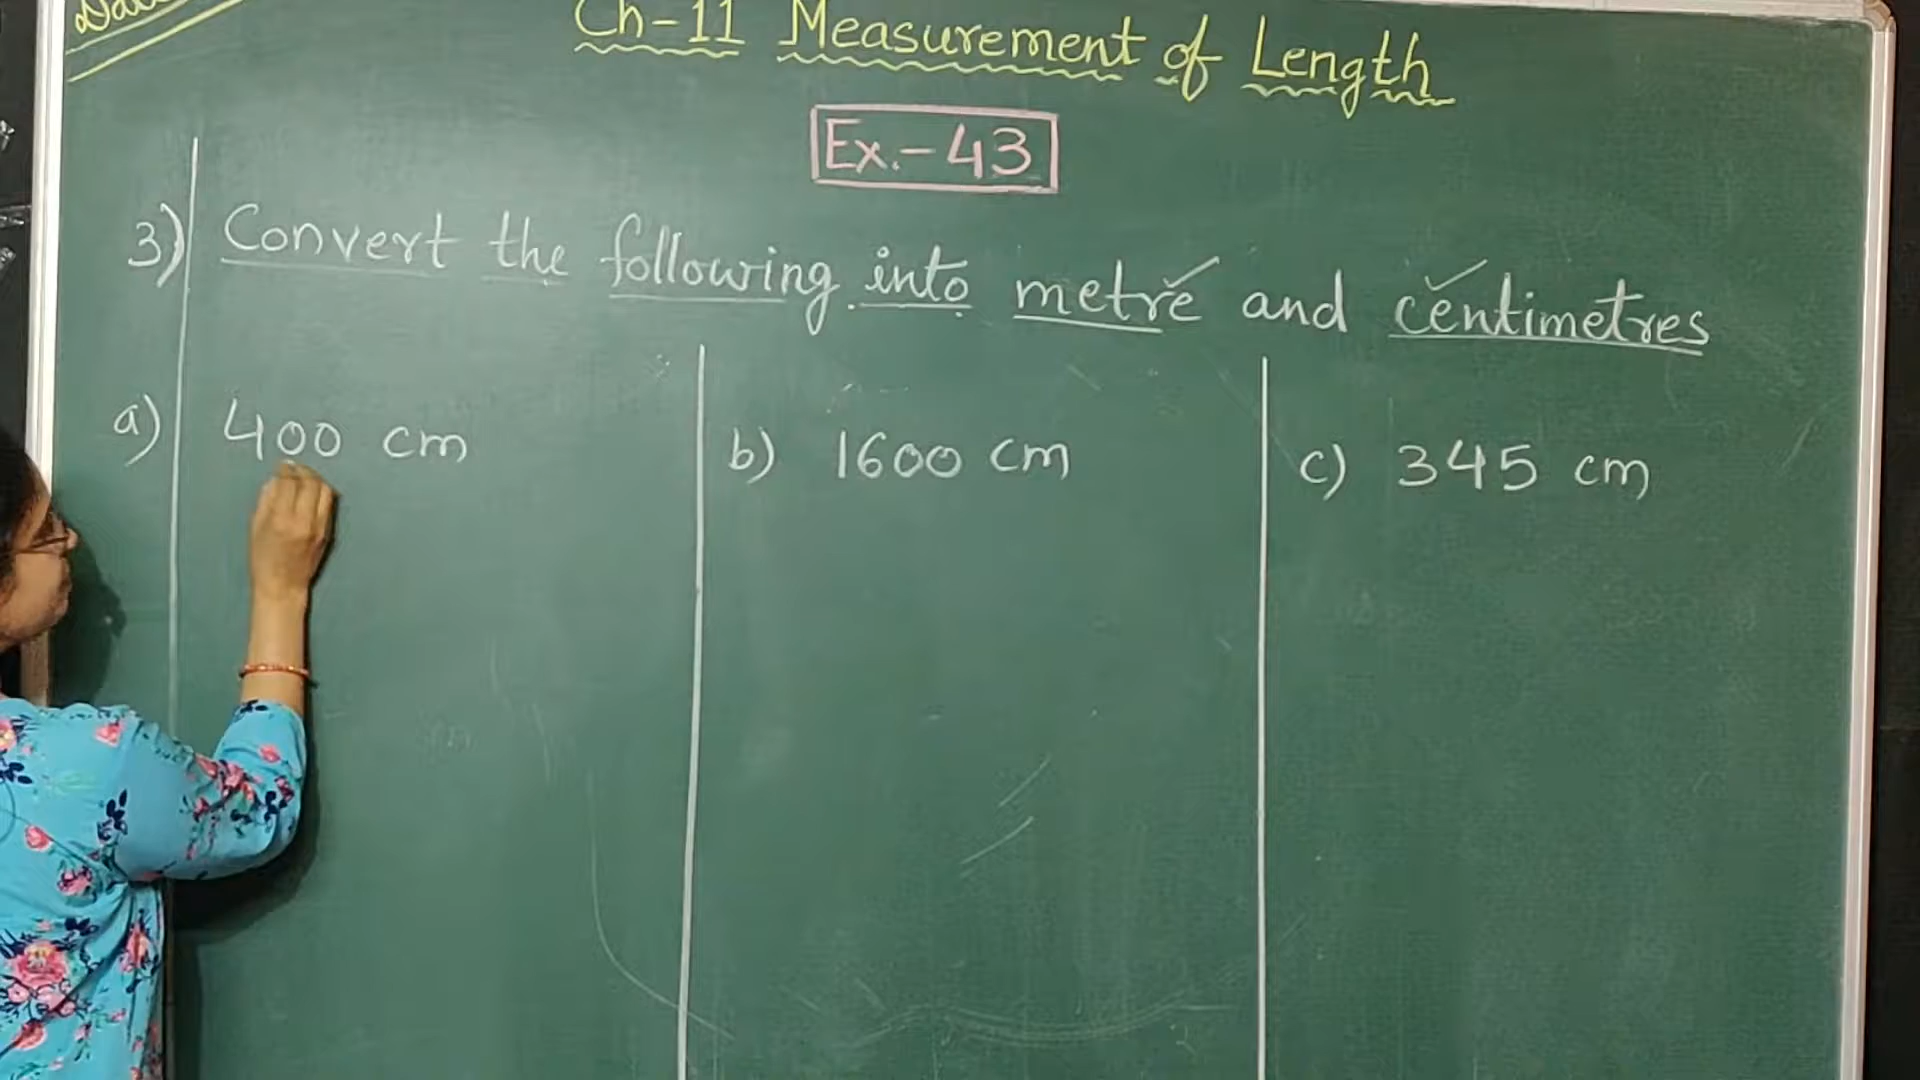 Ch-11 Measurement of Length
Ex.-43
3) Convert the following into metre and centimetres
a) 400 cm
b) 1600 cm
c) 345 cm